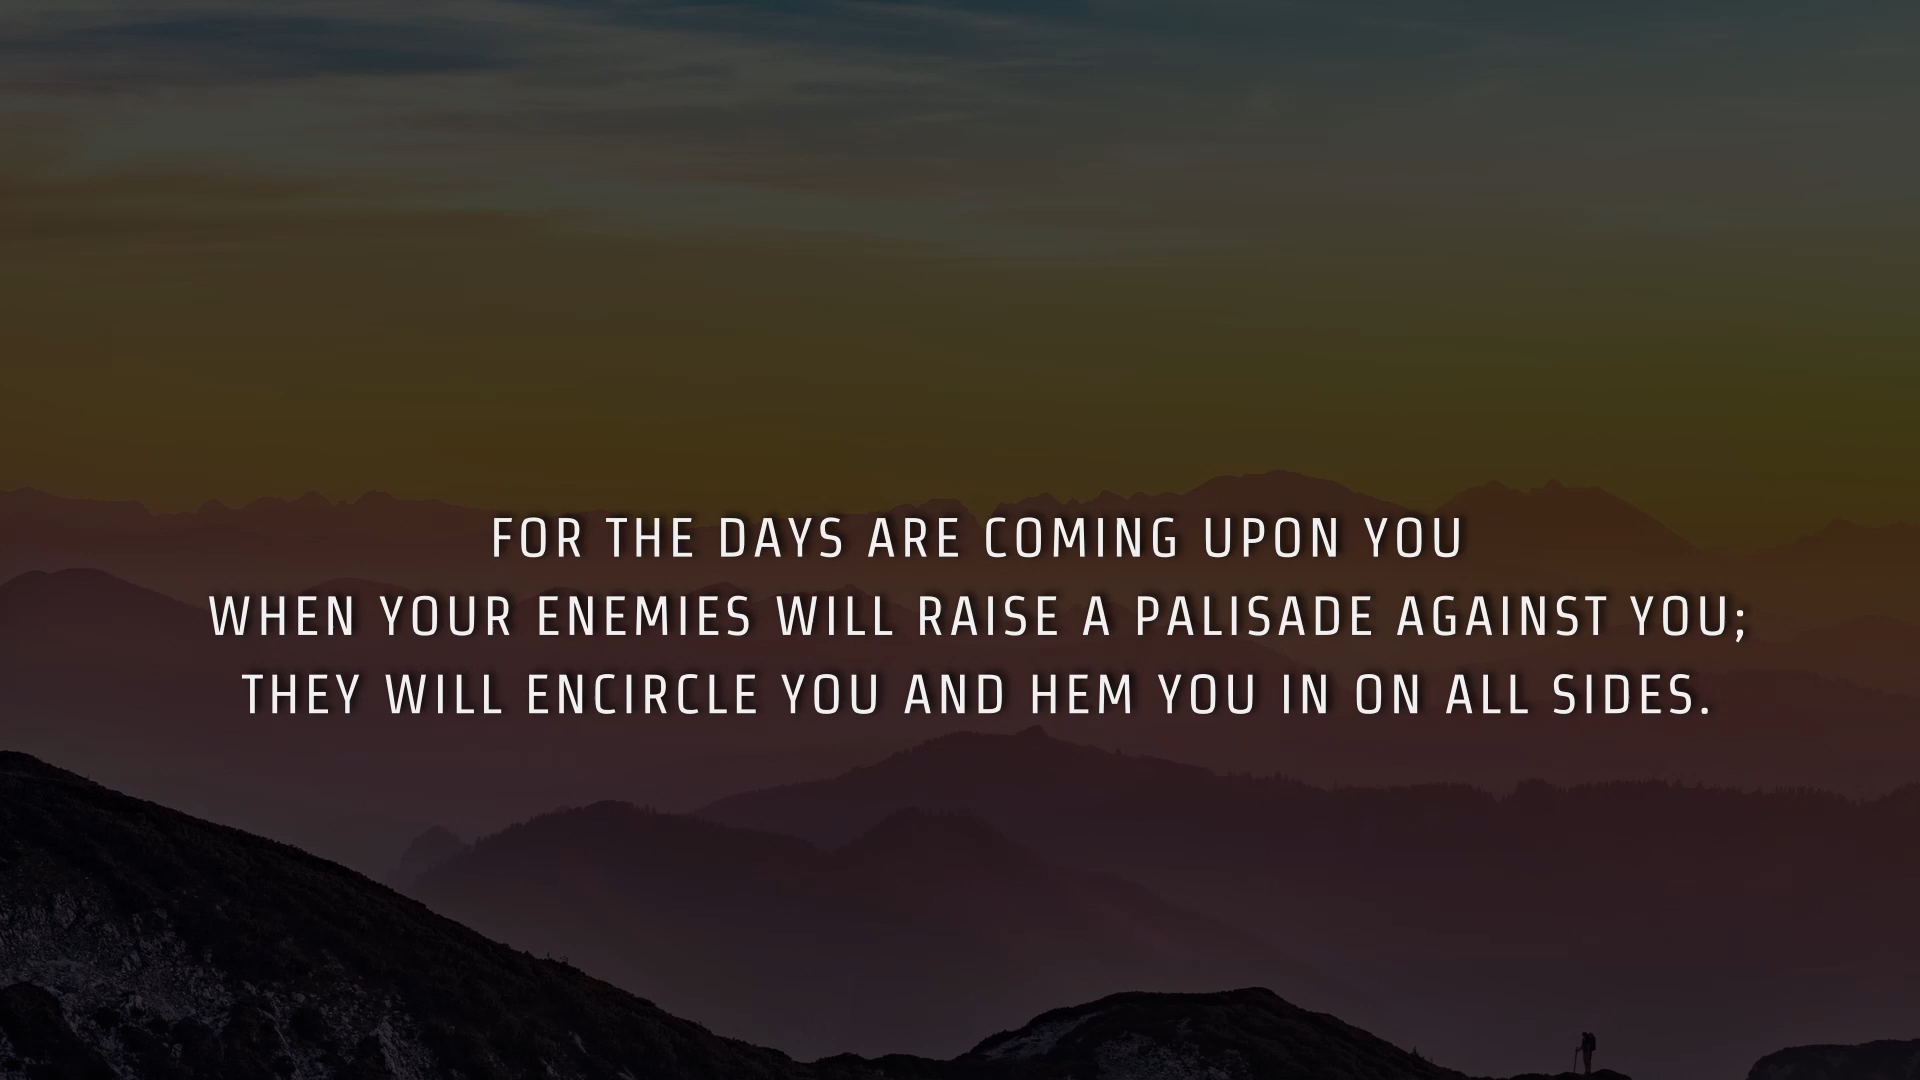 FOR THE DAYS ARE COMING UPON YOU
WHEN YOUR ENEMIES WILL RAISE A PALISADE AGAINST YOU;
THEY WILL ENCIRCLE YOU AND HEM YOU IN ON ALL SIDES.